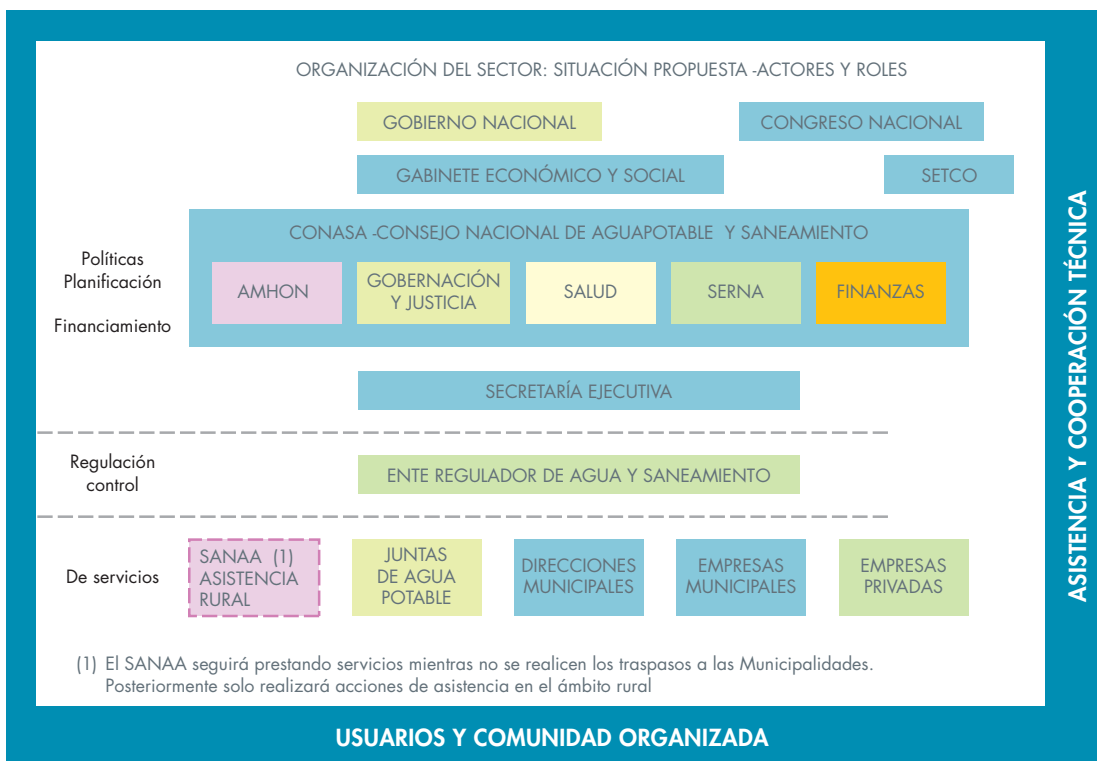 ORGANIZACIÓN DEL SECTOR: SITUACIÓN PROPUESTA -ACTORES Y ROLES
GOBIERNO NACIONAL
CONGRESO NACIONAL
GABINETE ECONÓMICO Y SOCIAL
SETCO
CONASA -CONSEJO NACIONAL DE AGUAPOTABLE Y SANEAMIENTO
Políticas
Planificación
Financiamiento
AMHON
GOBERNACIÓN
Y JUSTICIA
SALUD
SERNA
FINANZAS
SECRETARÍA EJECUTIVA
Regulación
control
ENTE REGULADOR DE AGUA Y SANEAMIENTO
De servicios
SANAA (1)
ASISTENCIA
RURAL
JUNTAS
DE AGUA
POTABLE
DIRECCIONES
MUNICIPALES
EMPRESAS
MUNICIPALES
EMPRESAS
PRIVADAS
(1) El SANAA seguirá prestando servicios mientras no se realicen los traspasos a las Municipalidades.
Posteriormente solo realizará acciones de asistencia en el ámbito rural
ASISTENCIA Y COOPERACIÓN TÉCNICA
USUARIOS Y COMUNIDAD ORGANIZADA